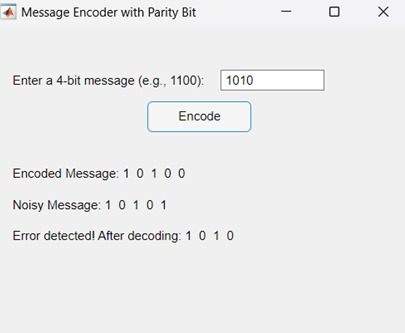 Message Encoder with Parity Bit
Enter a 4-bit message (e.g., 1100): 1010
Encode
Encoded Message: 1 0 1 0 0
Noisy Message: 1 0 1 0 1
Error detected! After decoding: 1 0 1 0